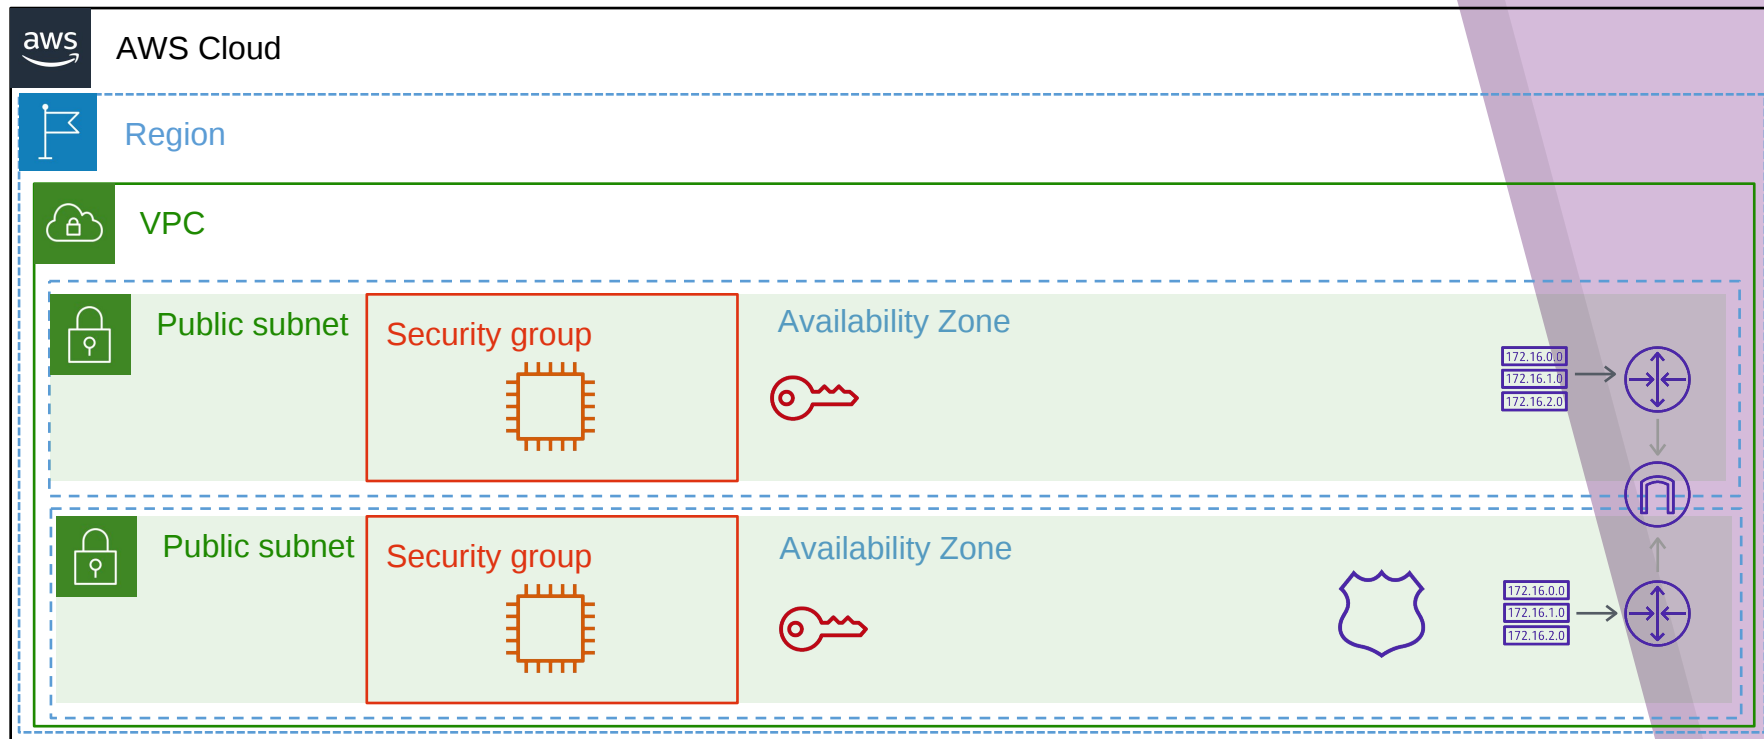 aws
AWS Cloud
Region
VPC
Public subnet
Security group
Availability Zone
172.16.0.0
172.16.1.0
172.16.2.0
Public subnet
Security group
Availability Zone
172.16.0.0
172.16.1.0
172.16.2.0